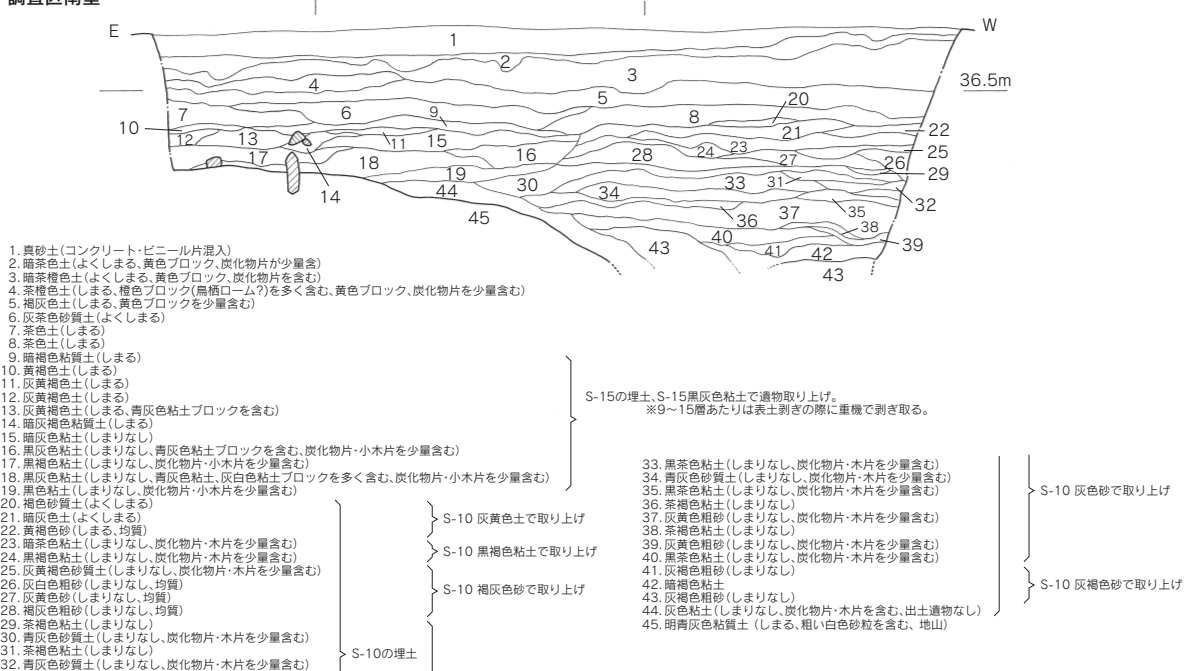 調査区南壁
E
W
1
2
3
4
36.5m
5
20
7
6
9
8
10
12
13
11
15
21
22
16
28
24
23
25
17
18
27
26
14
19
29
44
30
34
33
31
32
45
36
37
35
38
43
40
41
42
39
43
1. 真砂土(コンクリート・ビニール片混入)
2. 暗茶色土(よくしまる、黄色ブロック、炭化物片が少量含)
3. 暗茶橙色土(よくしまる、黄色ブロック、炭化物片を含む)
4. 茶橙色土(しまる、橙色ブロック(鳥栖ローム?)を多く含む、黄色ブロック、炭化物片を少量含む)
5. 褐灰色土(しまる、黄色ブロックを少量含む)
6. 灰茶色砂質土(よくしまる)
7. 茶色土(しまる)
8. 茶色土(しまる)
9. 暗褐色粘質土(しまる)
10. 黄褐色土(しまる)
11. 灰黄褐色土(しまる)
12. 灰黄色土(しまる)
13. 灰黄褐色土(しまる、青灰色粘土ブロックを含む)
14. 暗灰褐色粘質土(しまる)
15. 暗灰色粘土(しまりなし)
16. 黒灰色粘土(しまりなし、青灰色粘土ブロックを含む、炭化物片・小木片を少量含む)
17. 黒褐色粘土(しまりなし、炭化物片・小木片を少量含む)
18. 黒灰粘土(しまりなし、青灰色粘土、灰白色粘土ブロックを多く含む、炭化物片・小木片を少量含む)
19. 黒色粘土(しまりなし、炭化物片・小木片を少量含む)
S-15の埋土、S-15黒灰色粘土で遺物取り上げ。
※9~15層あたりは表土剥ぎの際に重機で剥ぎ取る。
20. 褐色砂質土(よくしまる)
21. 暗灰色土(よくしまる)
22. 黄褐色砂(しまる、均質)
23. 暗茶色粘土(しまりなし、炭化物片・木片を少量含む)
24. 黒褐色粘土(しまりなし、炭化物片・木片を少量含む)
25. 灰黄褐色砂質土(しまりなし、炭化物片・木片を少量含む)
26. 灰白色粗砂(しまりなし、均質)
27. 灰黄色砂(しまりなし、均質)
28. 褐灰色粗砂(しまりなし、均質)
29. 茶褐色粘土(しまりなし)
30. 青灰色砂質土(しまりなし、炭化物片・木片を少量含む)
31. 茶褐色粘土(しまりなし)
32. 青灰色砂質土(しまりなし、炭化物片・木片を少量含む)
S-10 灰黄色土で取り上げ
S-10 黒褐色粘土で取り上げ
S-10 褐灰色砂で取り上げ
S-10の埋土
33. 黒茶色粘土(しまりなし、炭化物片・木片を少量含む)
34. 青灰色砂質土(しまりなし、炭化物片・木片を少量含む)
35. 黒茶色粘土(しまりなし、炭化物片・木片を少量含む)
36. 茶褐色粘土(しまりなし)
37. 灰黄色粗砂(しまりなし、炭化物片・木片を少量含む)
38. 茶褐色粘土(しまりなし)
39. 灰黄色粗砂(しまりなし、炭化物片・木片を少量含む)
40. 黒茶色粘土(しまりなし、炭化物片・木片を少量含む)
41. 灰褐色粗砂(しまりなし)
42. 暗褐色粘土
43. 灰褐粗砂(しまりなし)
44. 灰色粘土(しまりなし、炭化物片・木片を含む、出土遺物なし)
45. 明青灰色粘質土 (しまる、粗い白色砂粒を含む、地山)
S-10 灰色砂で取り上げ
S-10 灰褐色砂で取り上げ